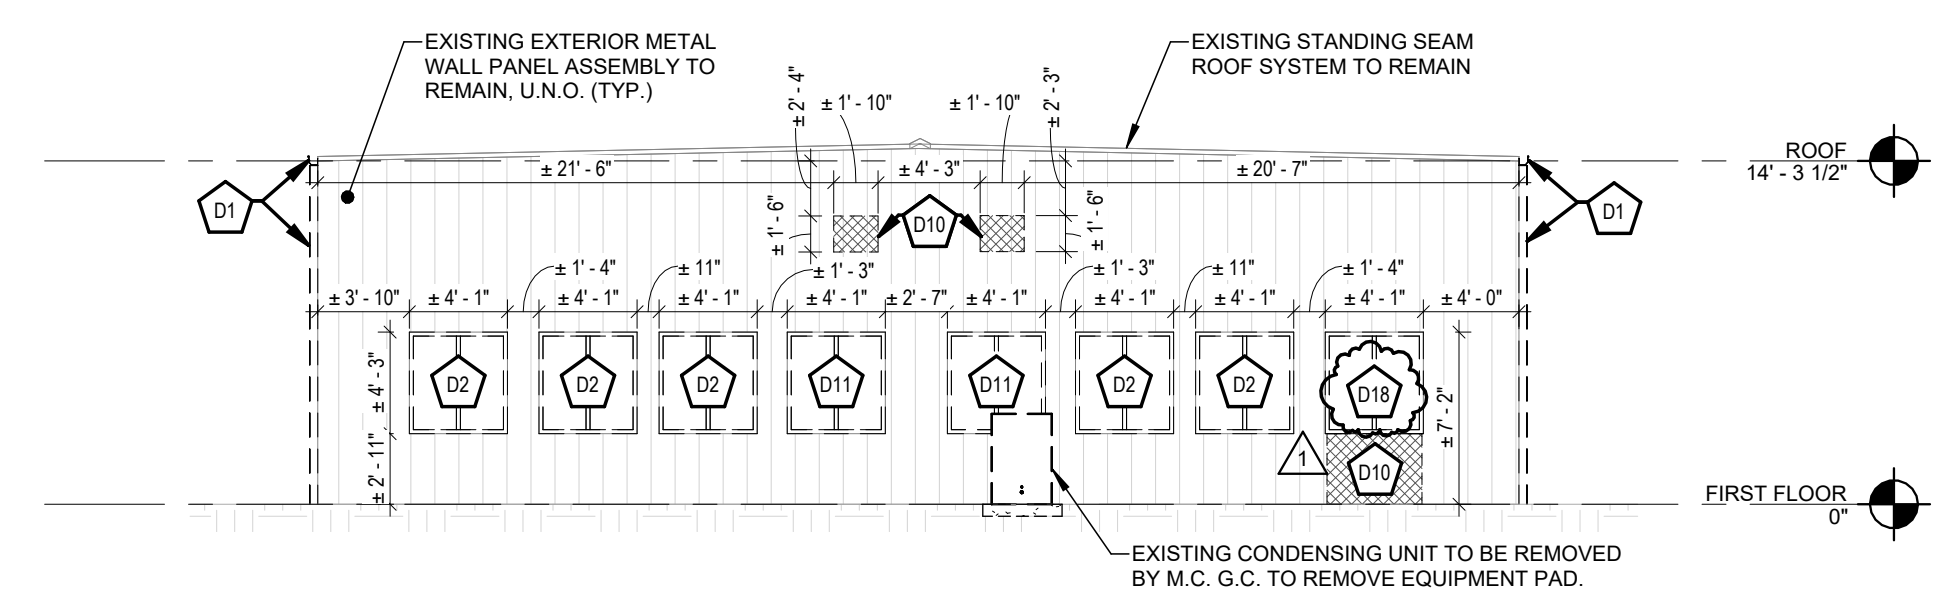 EXISTING EXTERIOR METAL
WALL PANEL ASSEMBLY TO
REMAIN, U.N.O. (TYP.)
EXISTING STANDING SEAM
ROOF SYSTEM TO REMAIN
± 2' - 4"
± 1' - 10"
± 1' - 10"
± 2' - 3"
ROOF
14' - 3 1/2"
± 21' - 6"
± 4' - 3"
± 20' - 7"
D1
D1
± 1' - 6"
D10
± 1' - 6"
± 1' - 4"
± 11"
± 1' - 3"
± 1' - 3"
± 11"
± 1' - 4"
± 3' - 10"
± 4' - 1"
± 4' - 1"
± 4' - 1"
± 4' - 1"
± 2' - 7"
± 4' - 1"
± 4' - 1"
± 4' - 1"
± 4' - 1"
± 4' - 0"
± 4' - 3"
D2
D2
D2
D11
D11
D2
D2
D18
± 7' - 2"
± 2' - 11"
1
D10
FIRST FLOOR
0"
EXISTING CONDENSING UNIT TO BE REMOVED
BY M.C. G.C. TO REMOVE EQUIPMENT PAD.